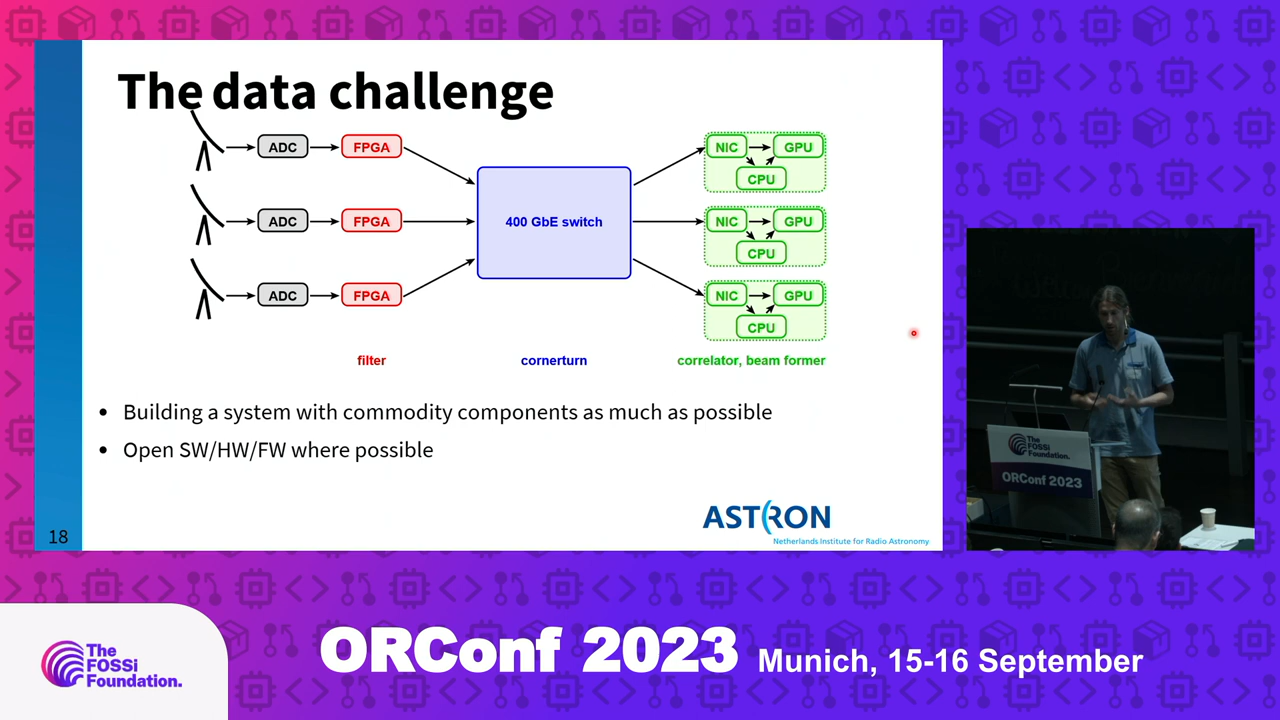 The data challenge
ADC
FPGA
NIC
GPU
CPU
ADC
FPGA
400 GbE switch
NIC
GPU
CPU
ADC
FPGA
NIC
GPU
CPU
filter
cornerturn
correlator, beam former
• Building a system with commodity components as much as possible
• Open SW/HW/FW where possible
18
ASTRON
Netherlands Institute for Radio Astronomy
The
FOSSi
Foundation.
ORConf 2023
The
FOSSi
Foundation.
ORConf 2023 Munich, 15-16 September